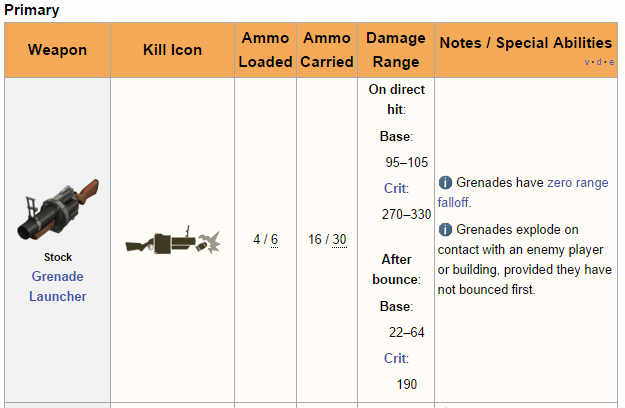 Primary
Weapon
Kill Icon
Ammo
Loaded
Ammo
Carried
Damage
Range
Notes / Special Abilities
v · d · e
Stock
Grenade
Launcher
4 / 6
16 / 30
On direct
hit:
Base:
95–105
Crit:
270–330
After
bounce:
Base:
22–64
Crit:
190
Grenades have zero range
falloff.
Grenades explode on
contact with an enemy player
or building, provided they have
not bounced first.